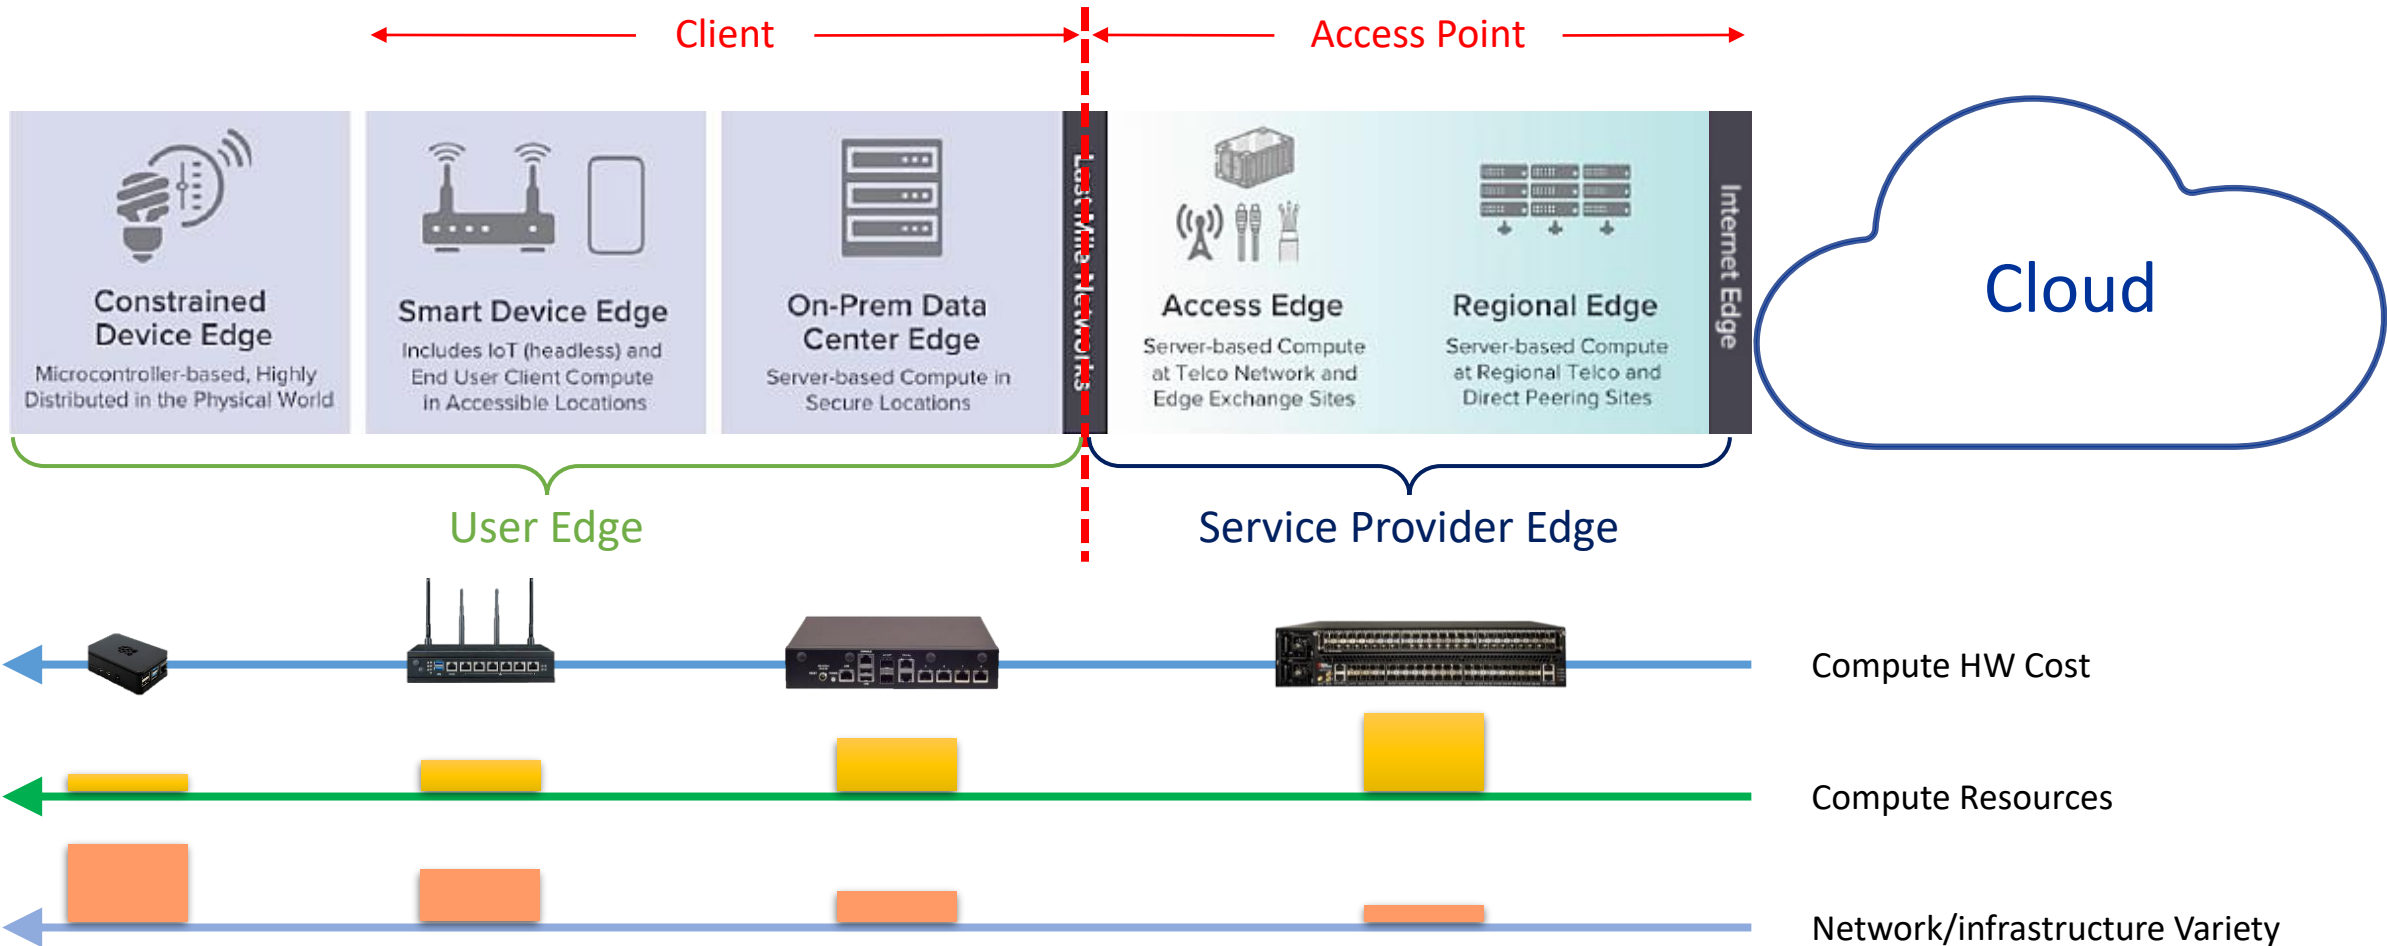 Client
Access Point
Constrained
Device Edge
Microcontroller-based, Highly
Distributed in the Physical World
Smart Device Edge
Includes IoT (headless) and
End User Client Compute
in Accessible Locations
On-Prem Data
Center Edge
Server-based Compute in
Secure Locations
Last Mile Networks
Access Edge
Server-based Compute
at Telco Network and
Edge Exchange Sites
Regional Edge
Server-based Compute
at Regional Telco and
Direct Peering Sites
Internet Edge
Cloud
User Edge
Service Provider Edge
Compute HW Cost
Compute Resources
Network/infrastructure Variety